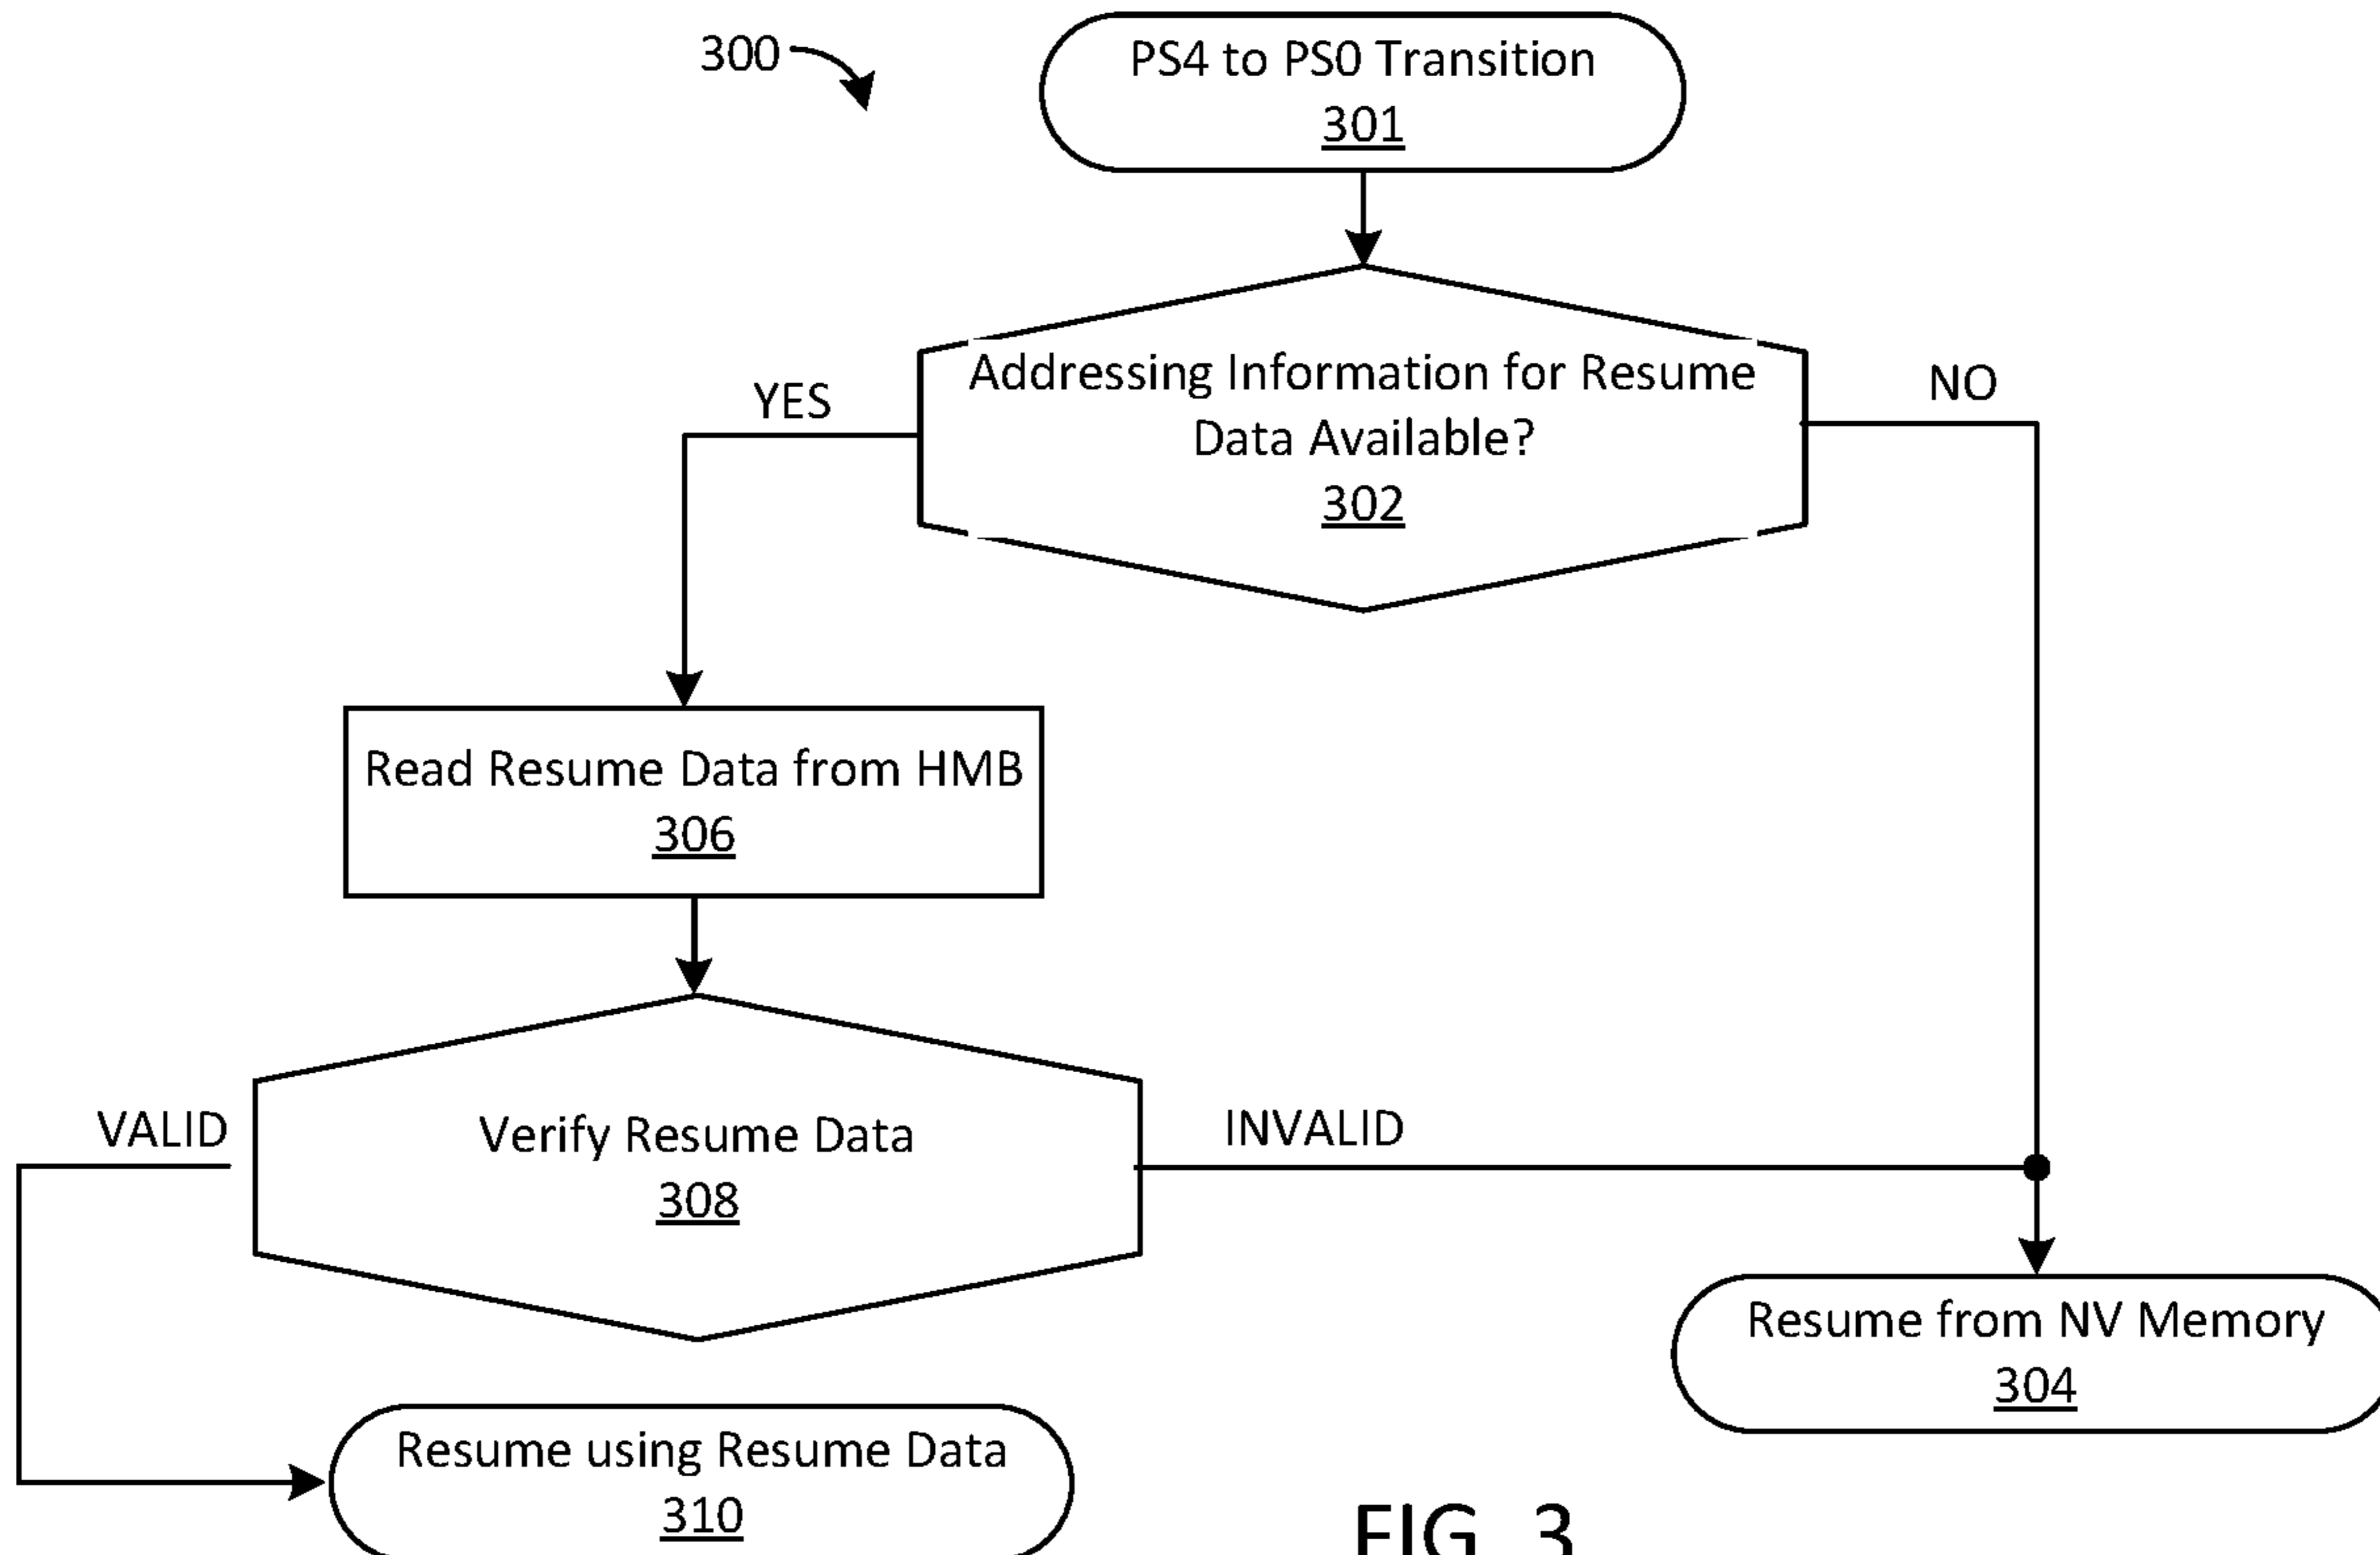 300
PS4 to PS0 Transition
301
Addressing Information for Resume
Data Available?
302
YES
NO
Read Resume Data from HMB
306
VALID
Verify Resume Data
308
INVALID
Resume from NV Memory
304
Resume using Resume Data
310
FIG. 3